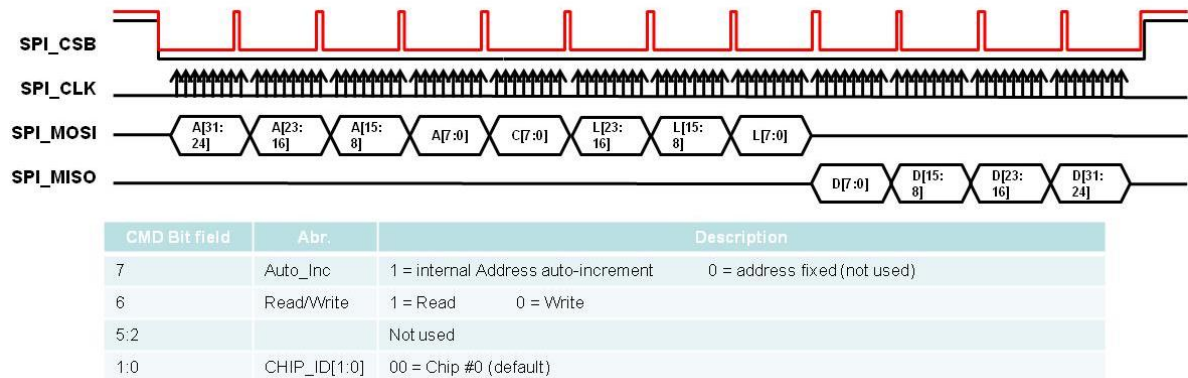 SPI_CSB
SPI_CLK
SPI_MOSI
A[31:
24]
A[23:
16]
A[15:
8]
A[7:0]
C[7:0]
L[23:
16]
L[15:
8]
L[7:0]
SPI_MISO
D[7:0]
D[15:
8]
D[23:
16]
D[31:
24]
CMD Bit field Abr. Description
7 Auto_Inc 1 = internal Address auto-increment 0 = address fixed (not used)
6 Read/Write 1 = Read 0 = Write
5:2 Not used
1:0 CHIP_ID[1:0] 00 = Chip #0 (default)